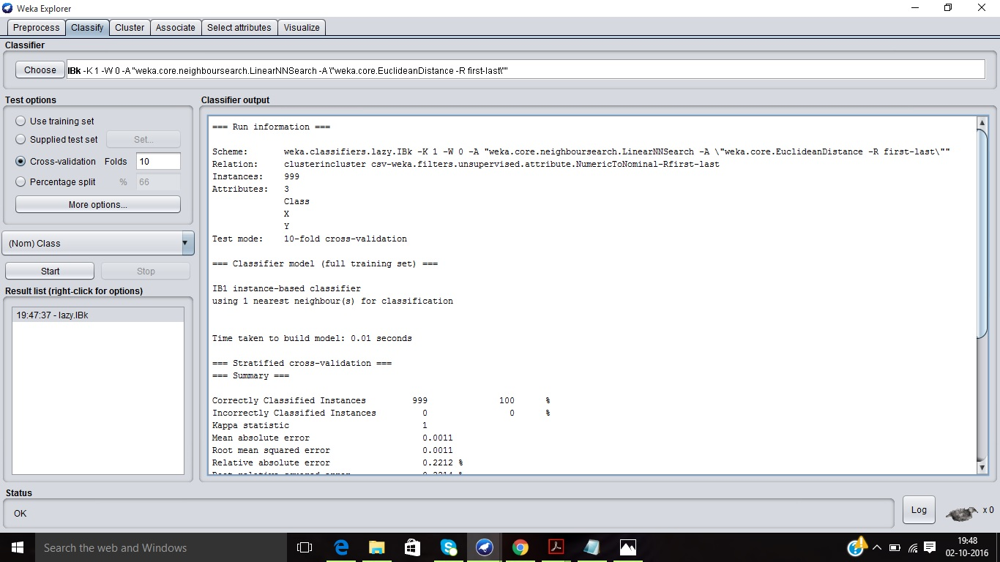 Weka Explorer
Preprocess Classify Cluster Associate Select attributes Visualize
Classifier
Choose IBk -K 1 -W 0 -A "weka.core.neighboursearch.LinearNNSearch -A \"weka.core.EuclideanDistance -R first-last\""
Test options
Use training set
Supplied test set Set...
Cross-validation Folds 10
Percentage split % 66
More options...
(Nom) Class
Start Stop
Result list (right-click for options)
19:47:37 - lazy.IBk
Classifier output
=== Run information ===
Scheme: weka.classifiers.lazy.IBk -K 1 -W 0 -A "weka.core.neighboursearch.LinearNNSearch -A \"weka.core.EuclideanDistance -R first-last\""
Relation: clusterincluster csv-weka.filters.unsupervised.attribute.NumericToNominal-Rfirst-last
Instances: 999
Attributes: 3
Class
X
Y
Test mode: 10-fold cross-validation
=== Classifier model (full training set) ===
IB1 instance-based classifier
using 1 nearest neighbour(s) for classification
Time taken to build model: 0.01 seconds
=== Stratified cross-validation ===
=== Summary ===
Correctly Classified Instances 999 100 %
Incorrectly Classified Instances 0 0 %
Kappa statistic 1
Mean absolute error 0.0011
Root mean squared error 0.0011
Relative absolute error 0.2212 %
Root relative squared error 0.2214 %
Status
OK
Log
x 0
Search the web and Windows
19:48
02-10-2016